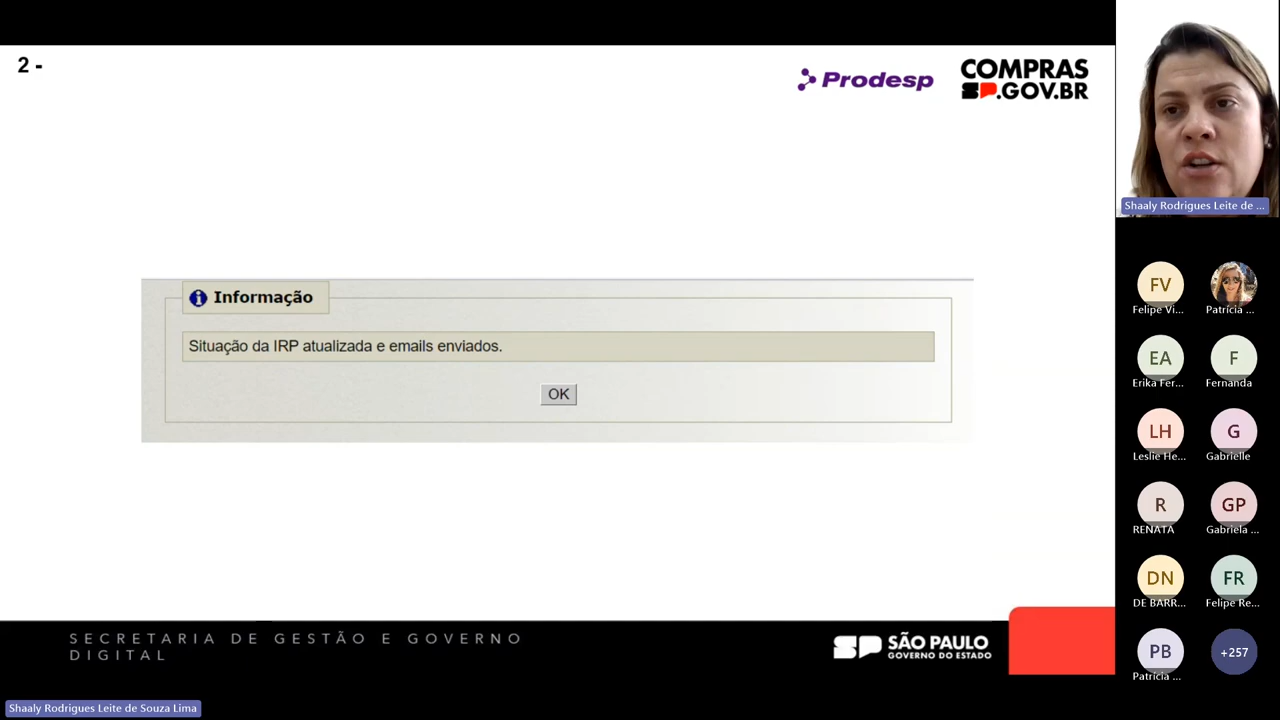 2 -
Prodesp
COMPRAS
SP.GOV.BR
Informação
Situação da IRP atualizada e emails enviados.
OK
SECRETARIA DE GESTÃO E GOVERNO
DIGITAL
SP SÃO PAULO
GOVERNO DO ESTADO
Shaaly Rodrigues Leite de Souza Lima
Shaaly Rodrigues Leite de ...
FV
Felipe Vi...
Patrícia ...
EA
Erika Fer...
F
Fernanda
LH
Leslie He...
G
Gabrielle
R
RENATA
GP
Gabriela ...
DN
DE BARR...
FR
Felipe Re...
PB
Patrícia ...
+257